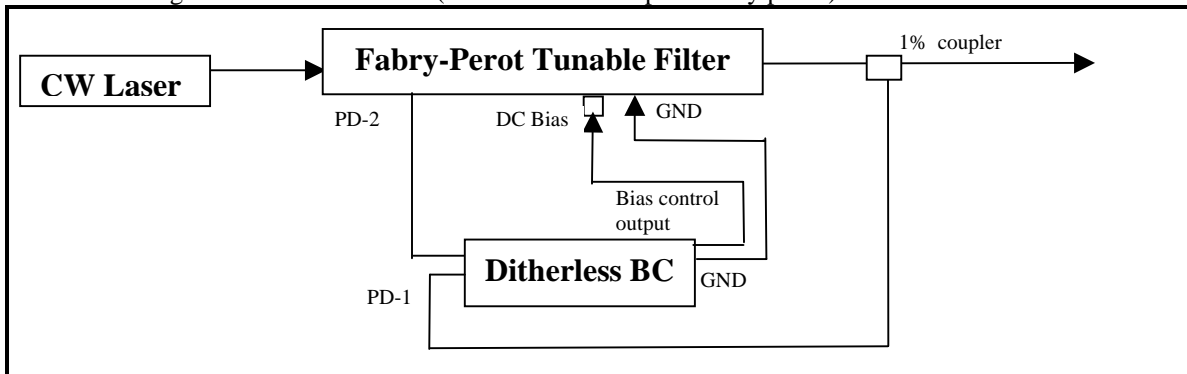 1% coupler
Fabry-Perot Tunable Filter
CW Laser
PD-2
DC Bias
GND
Bias control
output
Ditherless BC
GND
PD-1